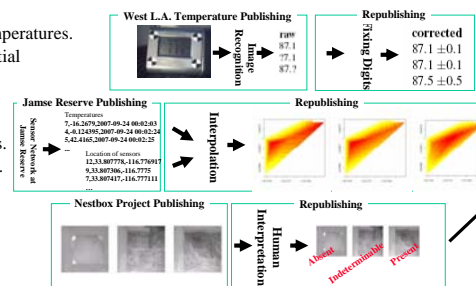 mperatures.
tial
s.
.
West L.A. Temperature Publishing
Image
Recognition
raw
87.1
?7.1
87.?
Republishing
Fixing Digits
corrected
87.1 ±0.1
87.1 ±0.1
87.5 ±0.5
Jamse Reserve Publishing
Sensor Network at
Jamse Reserve
Temperatures
7,-16.2679,2007-09-24 00:02:03
4,-0.124395,2007-09-24 00:02:24
5,42.4165,2007-09-24 00:02:25
Location of sensors
12,33.807778,-116.776917
9,33.807306,-116.7775
7,33.807417,-116.777111
...
Republishing
Interpolation
Nestbox Project Publishing
Republishing
Human
Interpretation
Absent
Indeterminable
Present